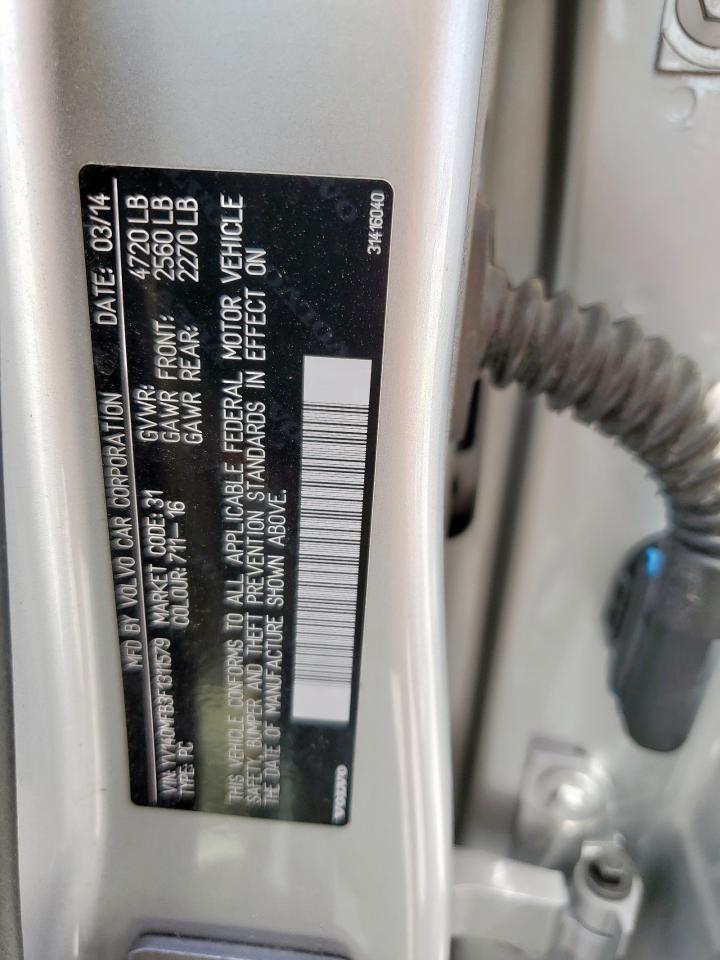 MFD BY VOLVO CAR CORPORATION DATE: 03/14
VIN: YV140MFB3F1311579 MARKET CODE: 31 GVWR: 4720 LB
TYPE: PC COLOUR: 711-16 GAWR FRONT: 2560 LB
GAWR REAR: 2270 LB
THIS VEHICLE CONFORMS TO ALL APPLICABLE FEDERAL MOTOR VEHICLE
SAFETY, BUMPER AND THEFT PREVENTION STANDARDS IN EFFECT ON
THE DATE OF MANUFACTURE SHOWN ABOVE.
VOLVO 31416040